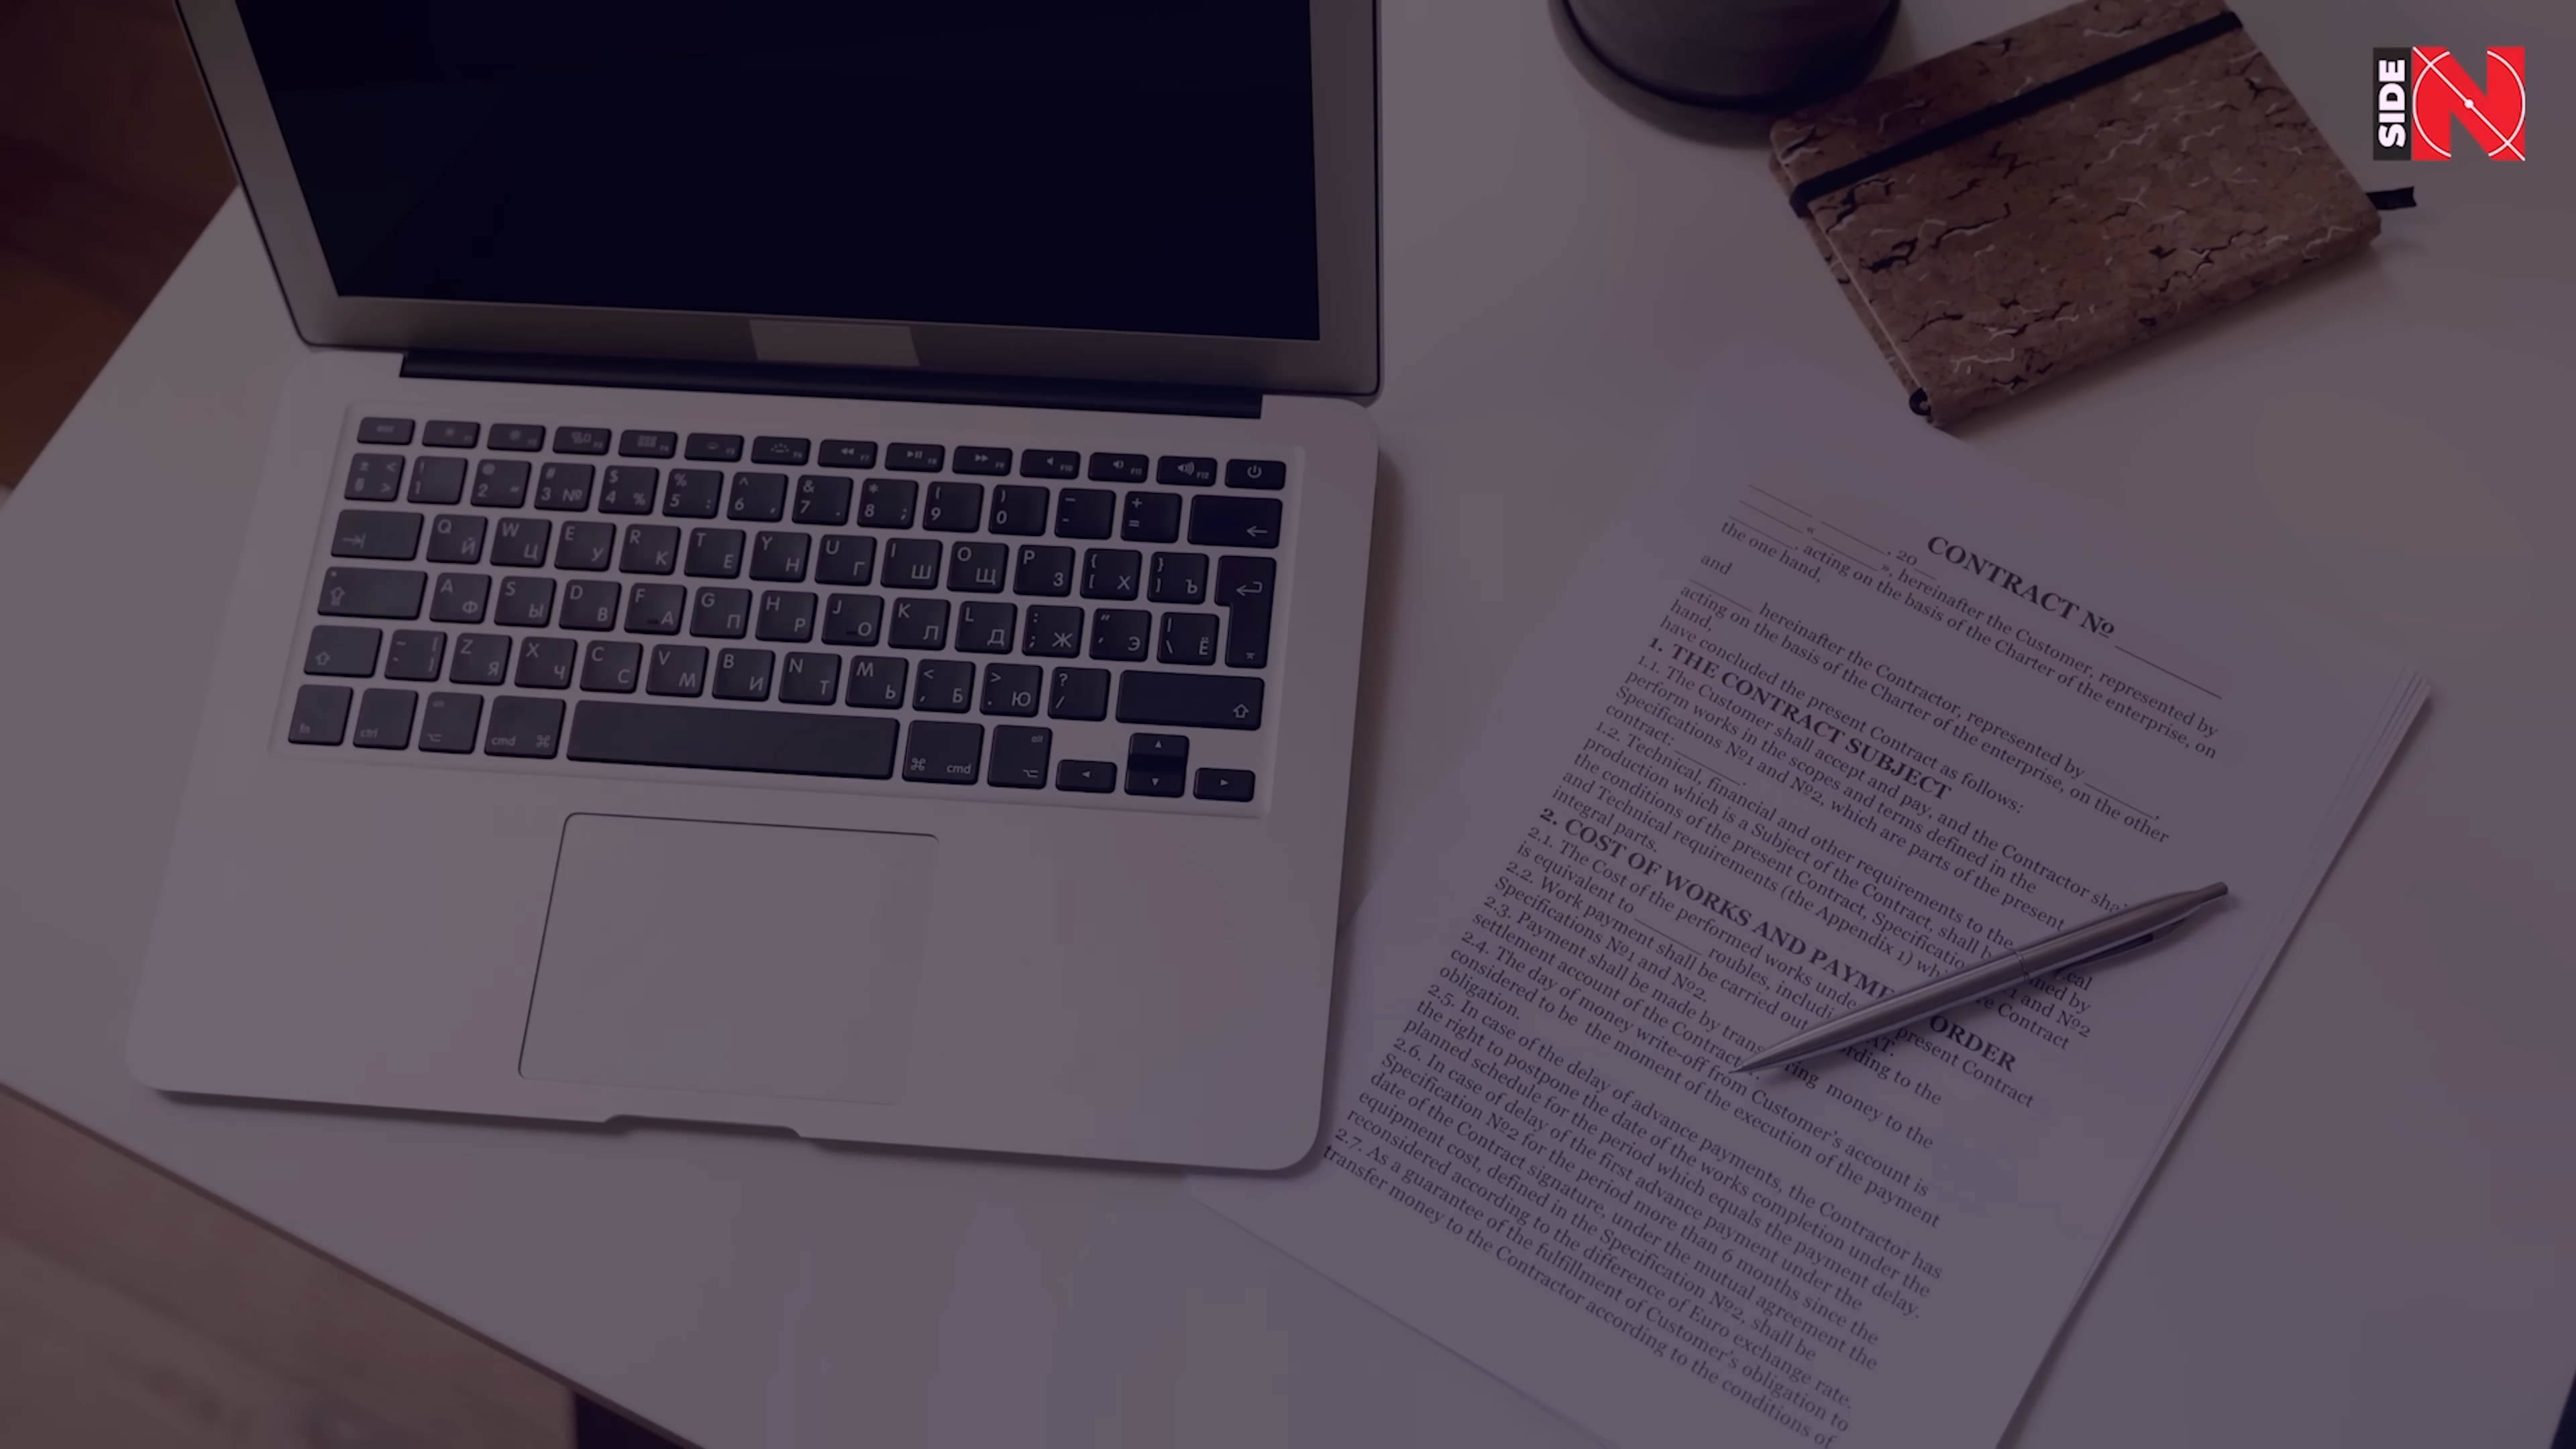 SIDE
N
CONTRACT №
«________», 20__
________, acting on the basis of the Charter of the enterprise, on
», hereinafter the Customer, represented by
the one hand,
and
________ hereinafter the Contractor, represented by ________,
acting on the basis of the Charter of the enterprise, on the other
hand,
have concluded the present Contract as follows:
1. THE CONTRACT SUBJECT
1.1. The Customer shall accept and pay, and the Contractor
perform works in the scopes and terms defined in the
Specifications №1 and №2, which are parts of the present
contract: ________.
1.2. Technical, financial and other requirements to the
production which is a Subject of the Contract, shall
the conditions of the present Contract,
and Technical requirements (the Appendix 1)
integral parts.
2. COST OF WORKS AND PAYMENT ORDER
2.1. The Cost of the performed works present Contract
is equivalent to ________ roubles,
2.2. Work payment shall be carried out to the
Specifications №1 and №2.
2.3. Payment shall be made by money to the
settlement account of the Contractor.
2.4. The day of money write-off from Customer's account is
considered to be the moment of the execution of the payment
obligation.
2.5. In case of the delay of advance payments, the Contractor has
the right to postpone the date of the works completion under the
planned schedule for the period which equals the payment delay.
2.6. In case of delay of the first advance payment under the
Specification №2 for the period more than 6 months since the
date of the Contract signature, under the mutual agreement the
equipment cost, defined in the Specification №2, shall be
reconsidered according to the difference of Euro exchange rate.
2.7. As a guarantee of the fulfillment of Customer's obligation to
transfer money to the Contractor according to the conditions of